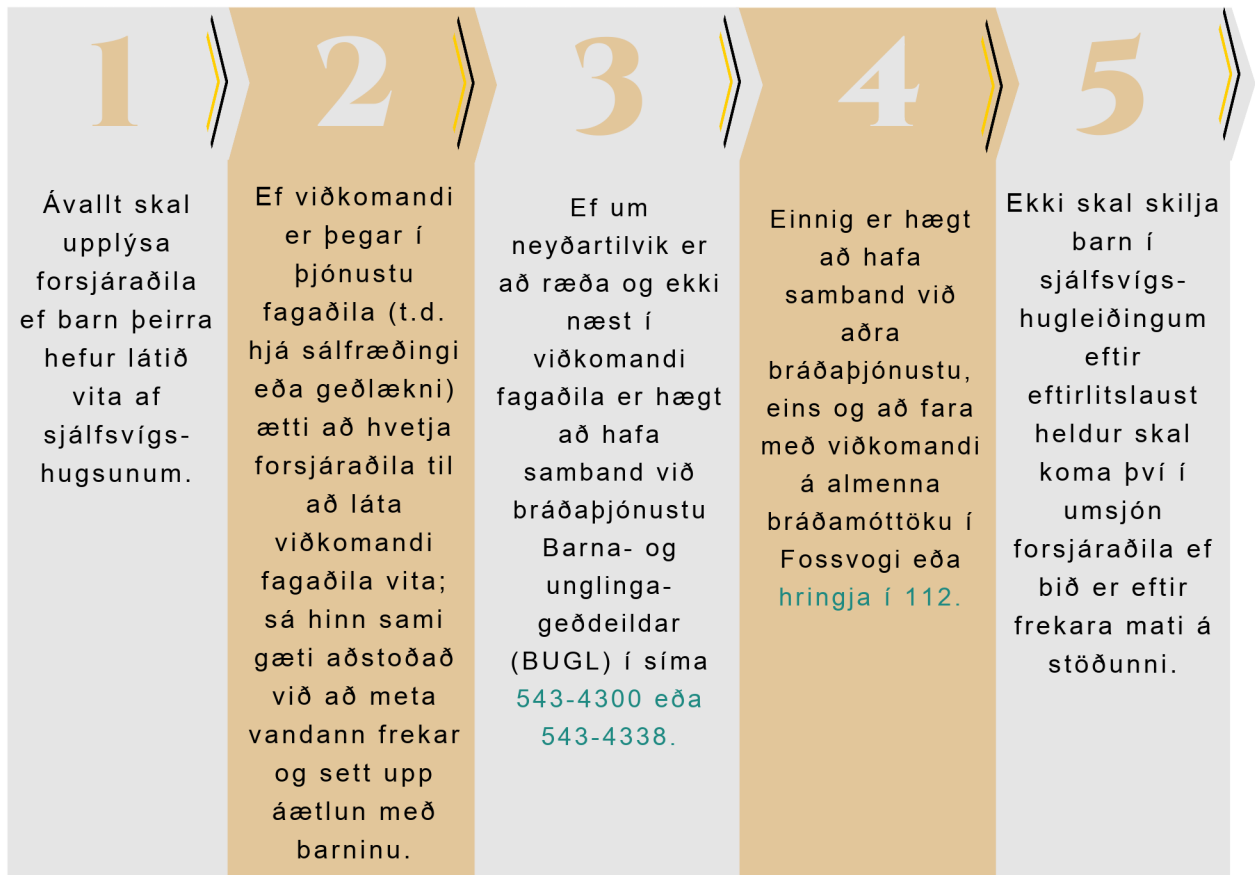 1
Ávallt skal
upplýsa
forsjáraðila
ef barn þeirra
hefur látið
vita af
sjálfsvígs-
hugsunum.
2
Ef viðkomandi
er þegar í
þjónustu
fagaðila (t.d.
hjá sálfræðingi
eða geðlækni)
ætti að hvetja
forsjáraðila til
að láta
viðkomandi
fagaðila vita;
sá hinn sami
gæti aðstoðað
við að meta
vandann frekar
og sett upp
áætlun með
barninu.
3
Ef um
neyðartilvik er
að ræða og ekki
næst í
viðkomandi
fagaðila er hægt
að hafa
samband við
bráðaþjónustu
Barna- og
unglinga-
geðdeildar
(BUGL) í síma
543-4300 eða
543-4338.
4
Einnig er hægt
að hafa
samband við
aðra
bráðaþjónustu,
eins og að fara
með viðkomandi
á almenna
bráðamóttöku í
Fossvogi eða
hringja í 112.
5
Ekki skal skilja
barn í
sjálfsvígs-
hugleiðingum
eftir
eftirlitslaust
heldur skal
koma því í
umsjón
forsjáraðila ef
bið er eftir
frekara mati á
stöðunni.